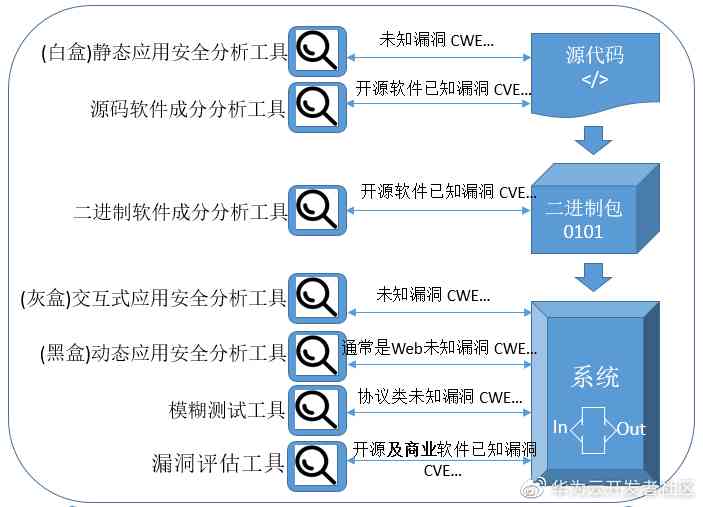 (白盒)静态应用安全分析工具
未知漏洞 CWE...
源代码
</>
源码软件成分分析工具
开源软件已知漏洞 CVE...
二进制软件成分分析工具
开源软件已知漏洞 CVE...
二进制包
0101
(灰盒)交互式应用安全分析工具
未知漏洞 CWE...
(黑盒)动态应用安全分析工具
通常是Web未知漏洞 CWE...
系统
模糊测试工具
协议类未知漏洞 CWE...
In
Out
漏洞评估工具
开源及商业软件已知漏洞
CVE...
@华为云开发者社区